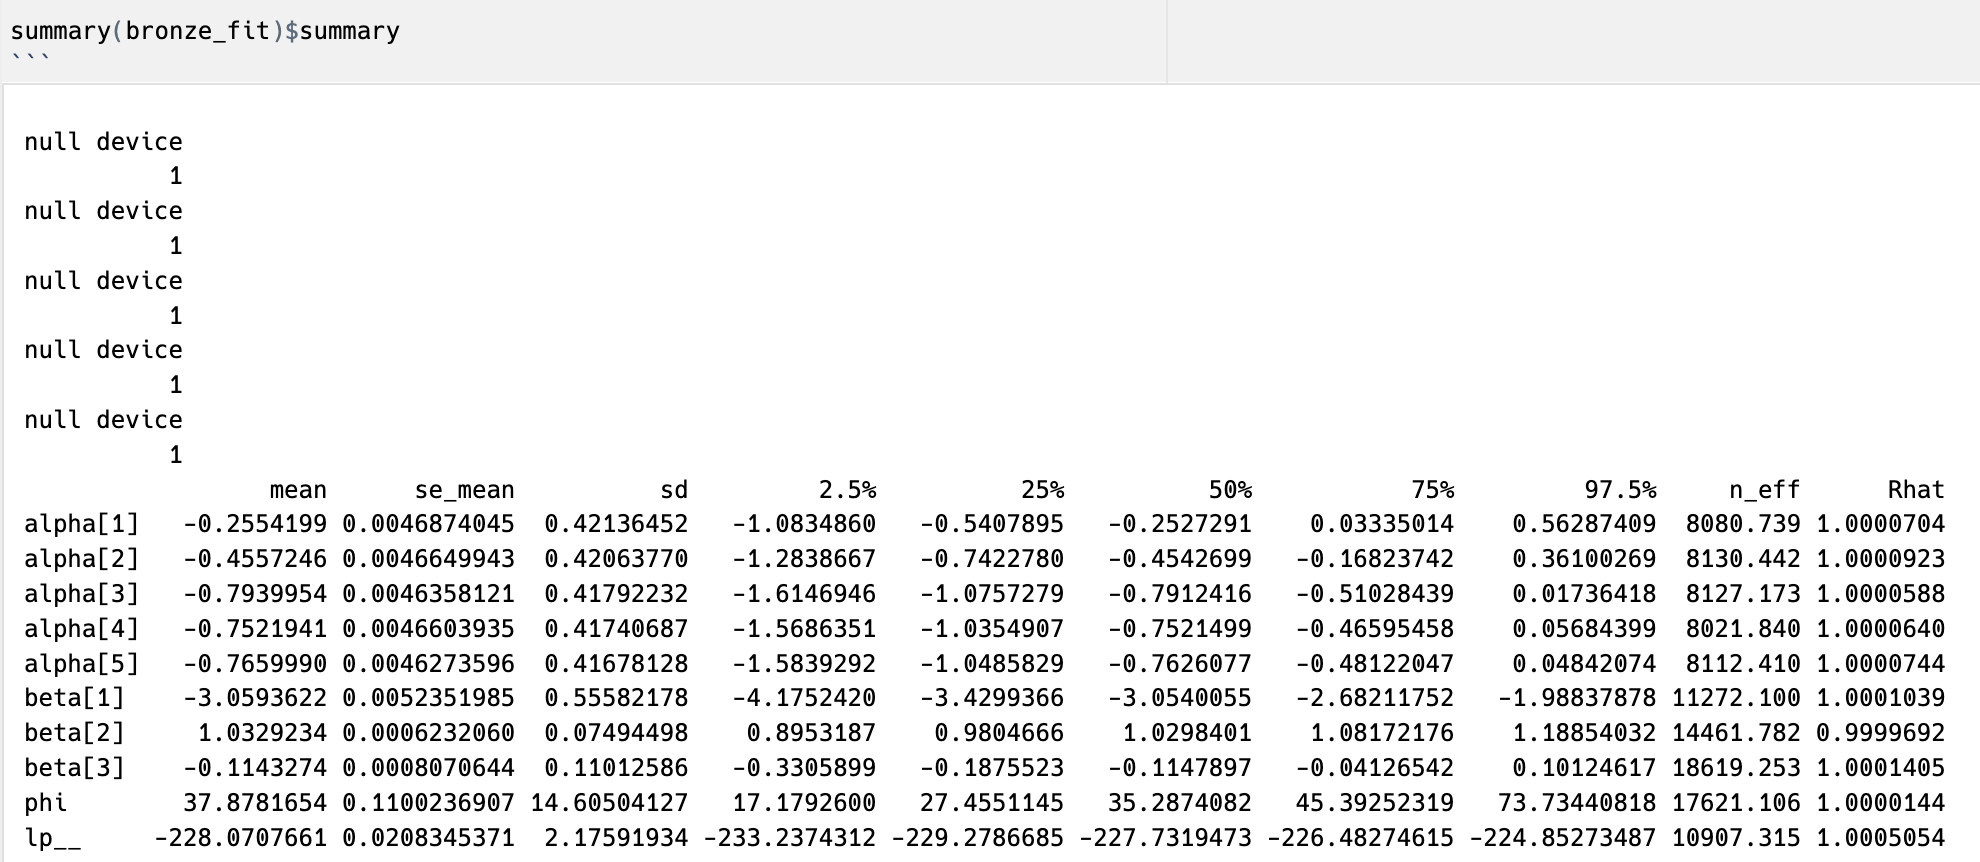 summary(bronze_fit)$summary
```
null device
1
null device
1
null device
1
null device
1
null device
1
mean se_mean sd 2.5% 25% 50% 75% 97.5% n_eff Rhat
alpha[1] -0.2554199 0.0046874045 0.42136452 -1.0834860 -0.5407895 -0.2527291 0.03335014 0.56287409 8080.739 1.0000704
alpha[2] -0.4557246 0.0046649943 0.42063770 -1.2838667 -0.7422780 -0.4542699 -0.16823742 0.36100269 8130.442 1.0000923
alpha[3] -0.7939954 0.0046358121 0.41792232 -1.6146946 -1.0757279 -0.7912416 -0.51028439 0.01736418 8127.173 1.0000588
alpha[4] -0.7521941 0.0046603935 0.41740687 -1.5686351 -1.0354907 -0.7521499 -0.46595458 0.05684399 8021.840 1.0000640
alpha[5] -0.7659990 0.0046273596 0.41678128 -1.5839292 -1.0485829 -0.7626077 -0.48122047 0.04842074 8112.410 1.0000744
beta[1] -3.0593622 0.0052351985 0.55582178 -4.1752420 -3.4299366 -3.0540055 -2.68211752 -1.98837878 11272.100 1.0001039
beta[2] 1.0329234 0.0006232060 0.07494498 0.8953187 0.9804666 1.0298401 1.08172176 1.18854032 14461.782 0.9999692
beta[3] -0.1143274 0.0008070644 0.11012586 -0.3305899 -0.1875523 -0.1147897 -0.04126542 0.10124617 18619.253 1.0001405
phi 37.8781654 0.1100236907 14.60504127 17.1792600 27.4551145 35.2874082 45.39252319 73.73440818 17621.106 1.0000144
lp__ -228.0707661 0.0208345371 2.17591934 -233.2374312 -229.2786685 -227.7319473 -226.48274615 -224.85273487 10907.315 1.0005054